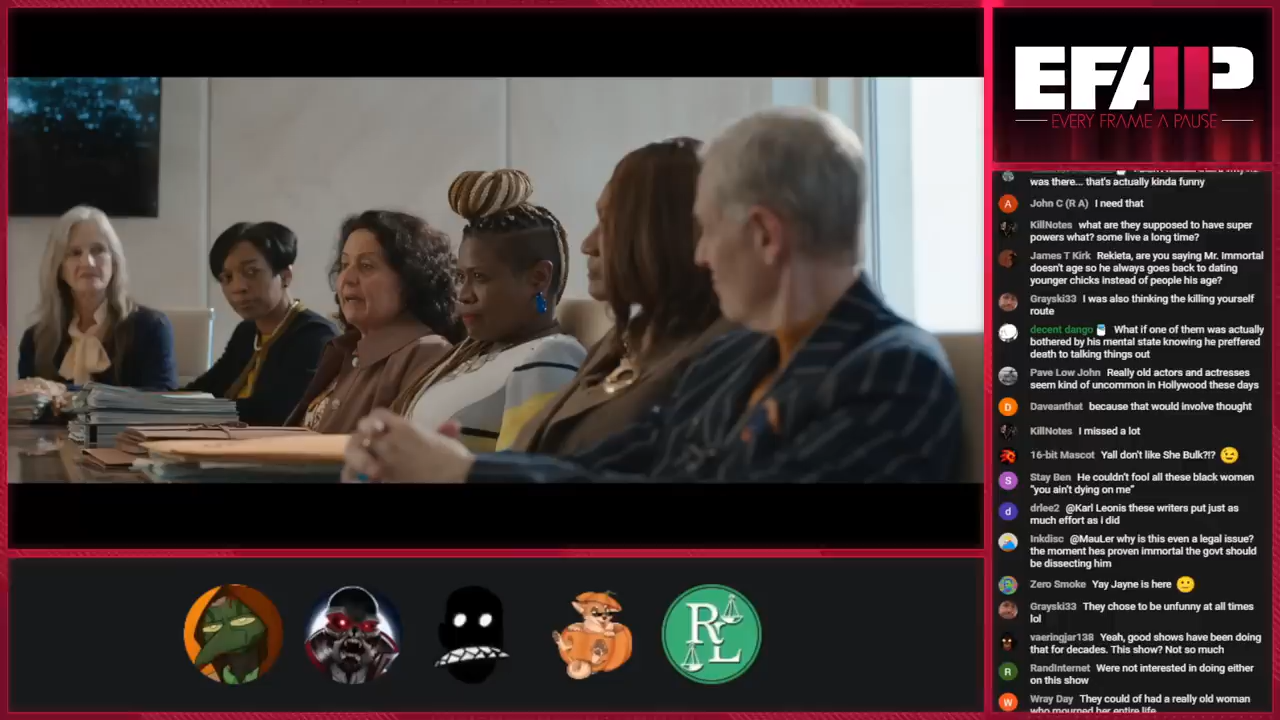 EFAP
EVERY FRAME A PAUSE
was there... that's actually kinda funny
John C (R A) I need that
KillNotes what are they supposed to have super
powers what? some live a long time?
James T Kirk Rekieta, are you saying Mr. Immortal
doesn't age so he always goes back to dating
younger chicks instead of people his age?
Grayski33 I was also thinking the killing yourself
route
decent dango What if one of them was actually
bothered by his mental state knowing he preffered
death to talking things out
Pave Low John Really old actors and actresses
seem kind of uncommon in Hollywood these days
Daveanthat because that would involve thought
KillNotes I missed a lot
16-bit Mascot Yall don't like She Bulk?!?
Stay Ben He couldn't fool all these black women
"you ain't dying on me"
drlee2 @Karl Leonis these writers put just as
much effort as i did
Inkdisc @MauLer why is this even a legal issue?
the moment hes proven immortal the govt should
be dissecting him
Zero Smoke Yay Jayne is here
Grayski33 They chose to be unfunny at all times
lol
vaeringjar138 Yeah, good shows have been doing
that for decades. This show? Not so much
RandInternet Were not interested in doing either
on this show
Wray Day They could of had a really old woman
who mourned her entire life
A
D
S
d
R
W
RL